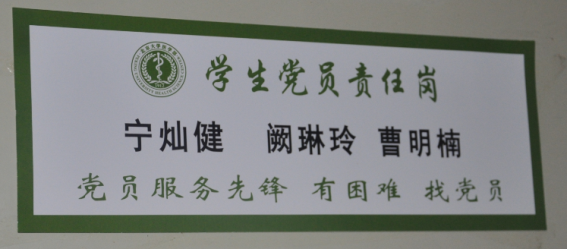 学生党员责任岗
宁灿健 阙琳玲 曹明楠
党员服务先锋 有困难 找党员